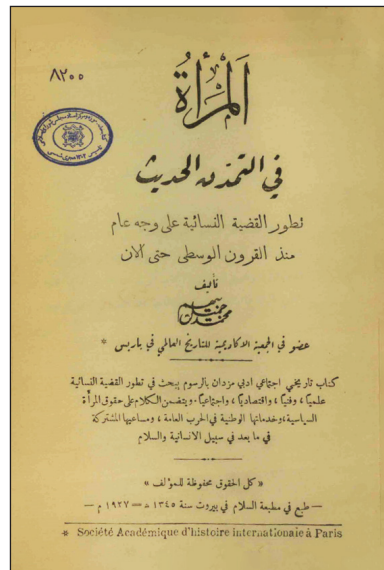 ٨٢٠٠
اَلْمَرْأَةُ
في التمدن الحديث
تطور القضية النسائية على وجه عام
منذ القرون الوسطى حتى الآن
تأليف
محمد جميل بيهم
عضو في الجمعية الاكاديمية للتاريخ العالمي في باريس *
كتاب تاريخي اجتماعي ادبي مزدان بالرسوم يبحث في تطور القضية النسائية
علمياً، وفنياً، واقتصادياً، واجتماعياً. ويتضمن الكلام على حقوق المرأة
السياسية، وخدماتها الوطنية في الحرب العامة، ومساعيها المشتركة
في ما بعد في سبيل الانسانية والسلام
«كل الحقوق محفوظة للمؤلف»
— طبع في مطبعة السلام في بيروت سنة ١٣٤٥ ھ = ١٩٢٧ م —
* Société Académique d'histoire internationaie à Paris